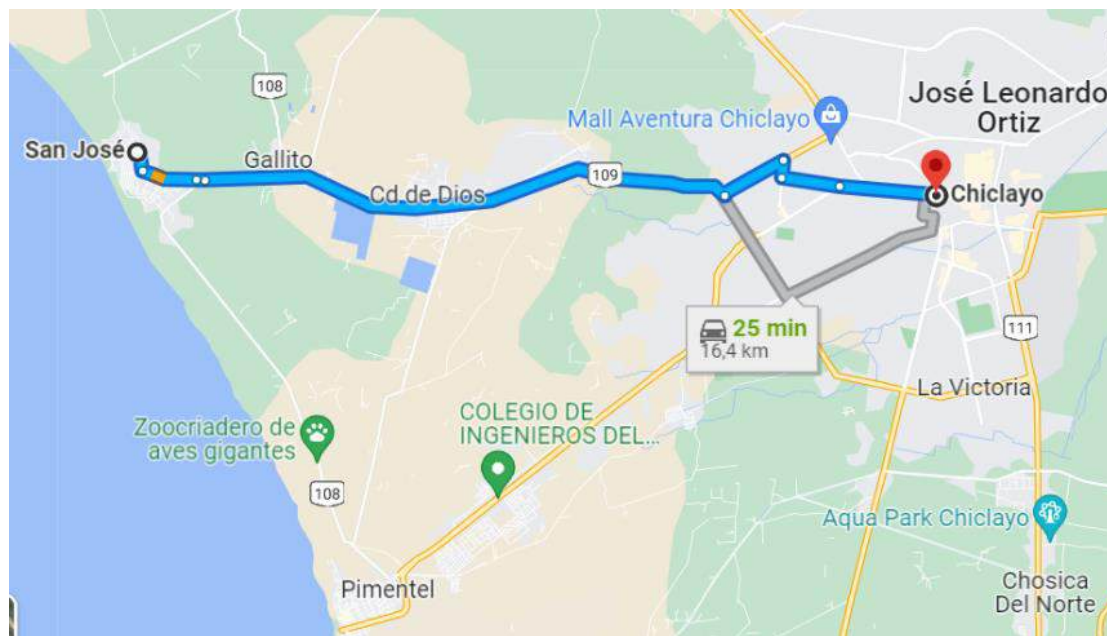 José Leonardo
Ortiz
108
Mall Aventura Chiclayo
San José
Gallito
109
Cd de Dios
Chiclayo
25 min
16,4 km
111
La Victoria
Zoocriadero de
aves gigantes
COLEGIO DE
INGENIEROS DEL...
108
Aqua Park Chiclayo
Pimentel
Chosica
Del Norte